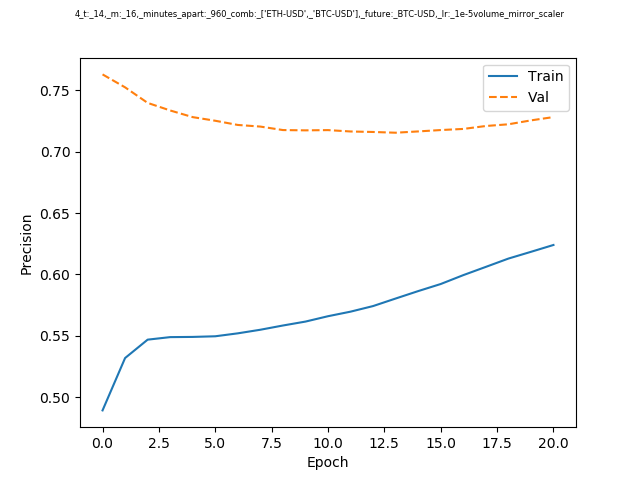 4_t:_14,_m:_16,_minutes_apart:_960_comb:_['ETH-USD',_'BTC-USD'],_future:_BTC-USD,_lr:_1e-5volume_mirror_scaler
Train
Val
0.75
0.70
0.65
0.60
0.55
0.50
Precision
0.0 2.5 5.0 7.5 10.0 12.5 15.0 17.5 20.0
Epoch